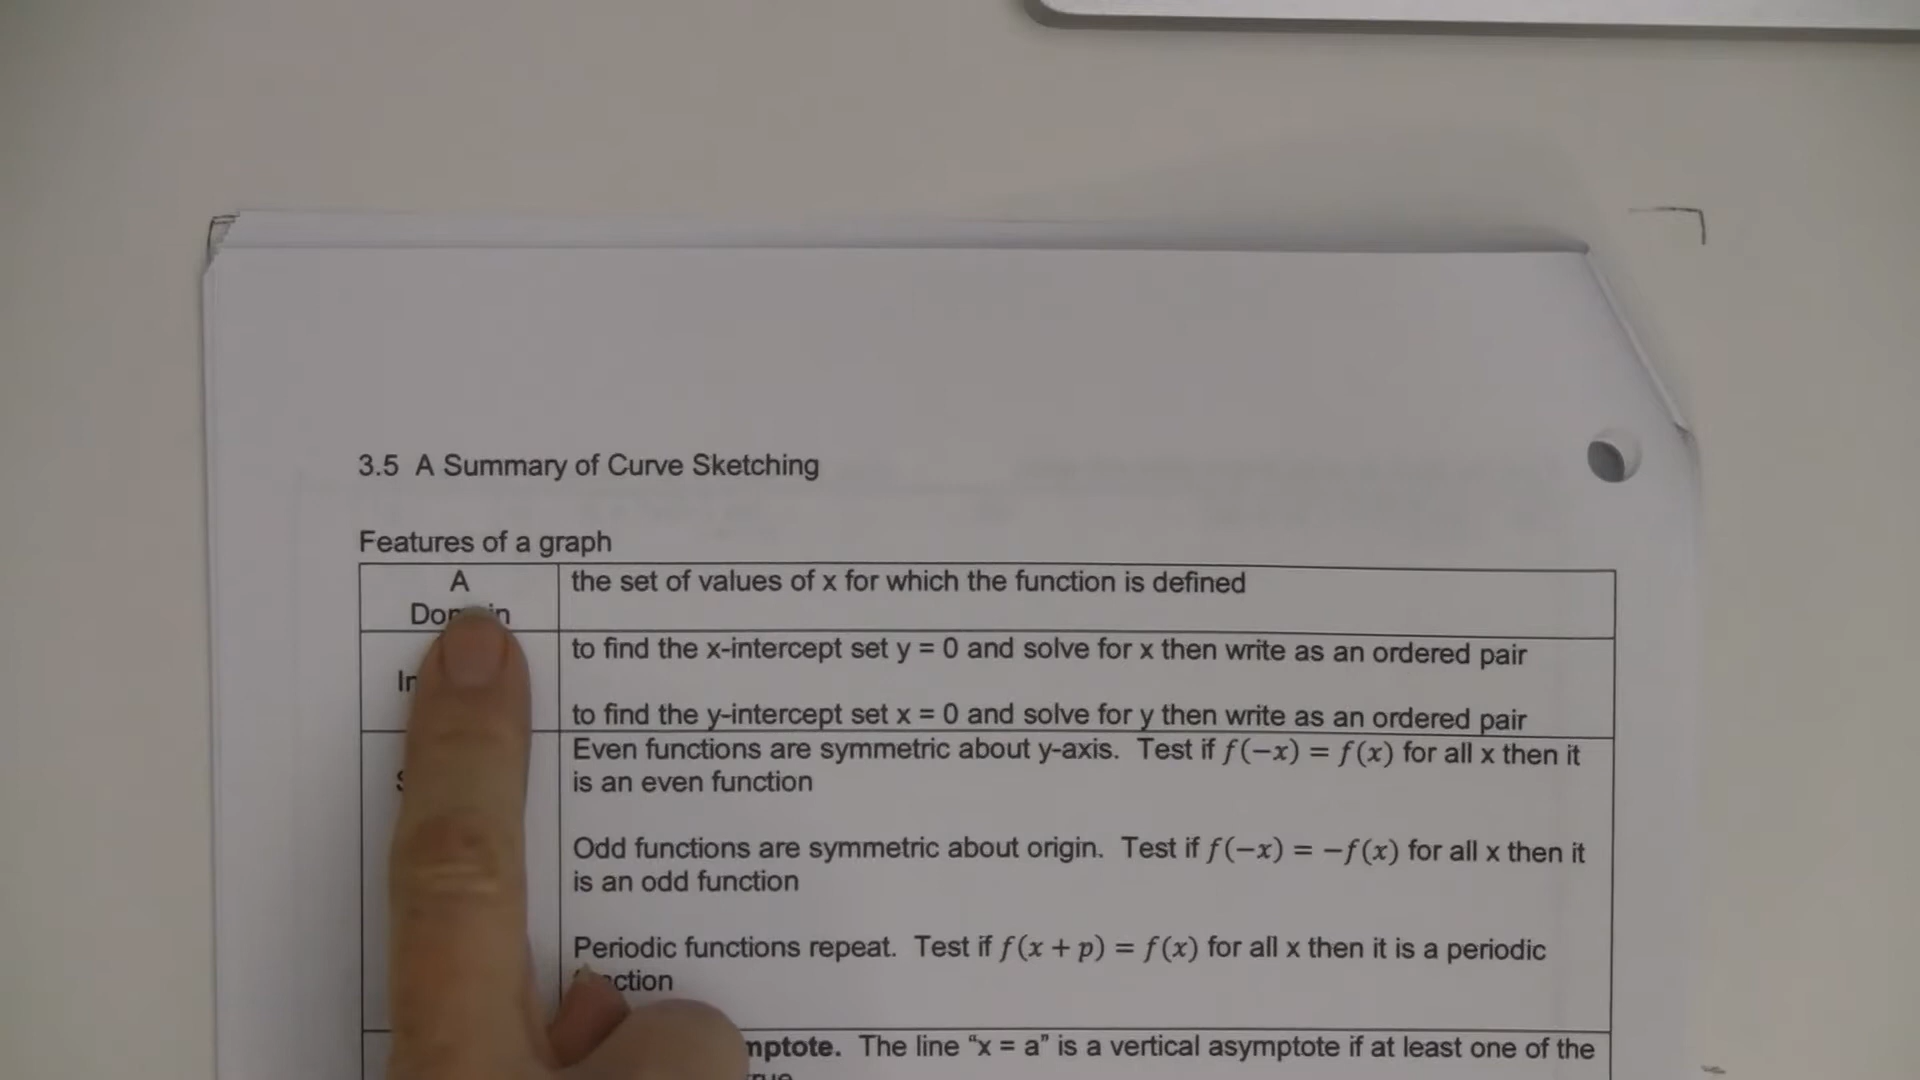 3.5 A Summary of Curve Sketching
Features of a graph
A
the set of values of x for which the function is defined
to find the x-intercept set y = 0 and solve for x then write as an ordered pair
to find the y-intercept set x = 0 and solve for y then write as an ordered pair
Even functions are symmetric about y-axis. Test if f(−x) = f(x) for all x then it
is an even function
Odd functions are symmetric about origin. Test if f(−x) = −f(x) for all x then it
is an odd function
Periodic functions repeat. Test if f(x + p) = f(x) for all x then it is a periodic
The line “x = a” is a vertical asymptote if at least one of the